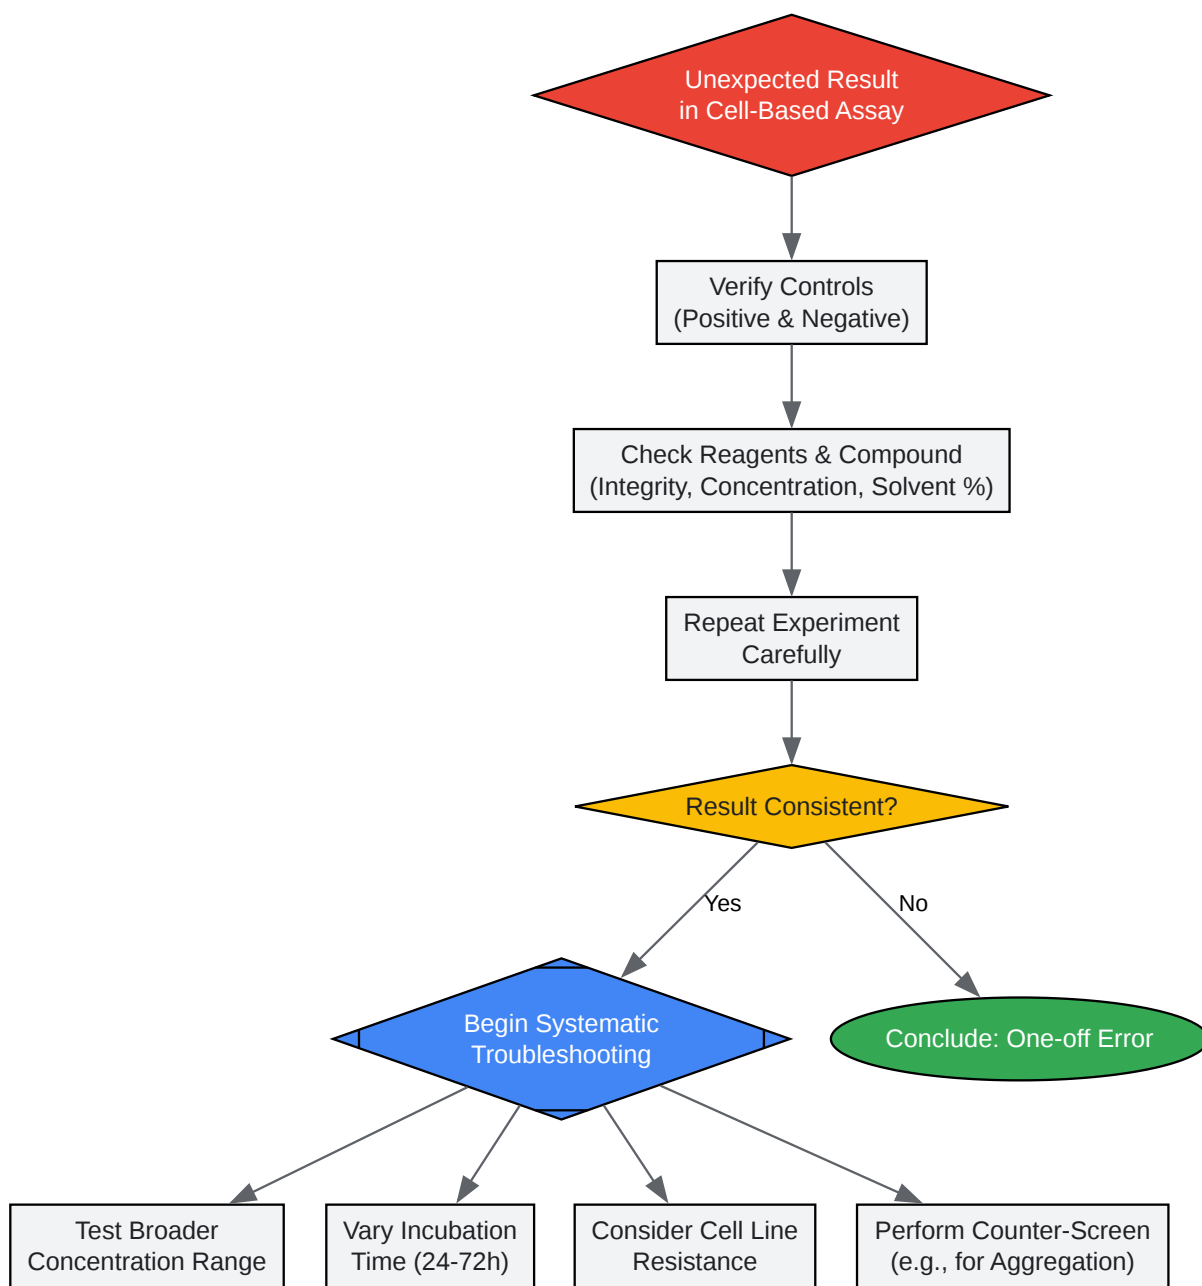 Unexpected Result
in Cell-Based Assay
Verify Controls
(Positive & Negative)
Check Reagents & Compound
(Integrity, Concentration, Solvent %)
Repeat Experiment
Carefully
Result Consistent?
Yes
No
Begin Systematic
Troubleshooting
Conclude: One-off Error
Test Broader
Concentration Range
Vary Incubation
Time (24-72h)
Consider Cell Line
Resistance
Perform Counter-Screen
(e.g., for Aggregation)